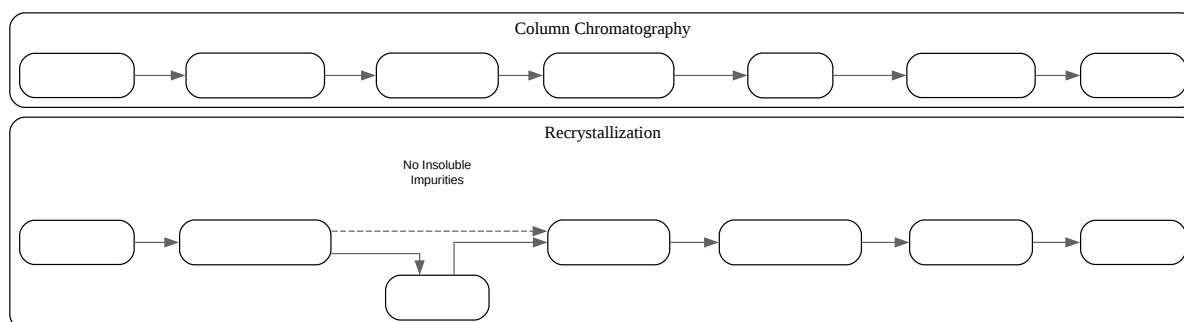 Column Chromatography
Recrystallization
No Insoluble
Impurities